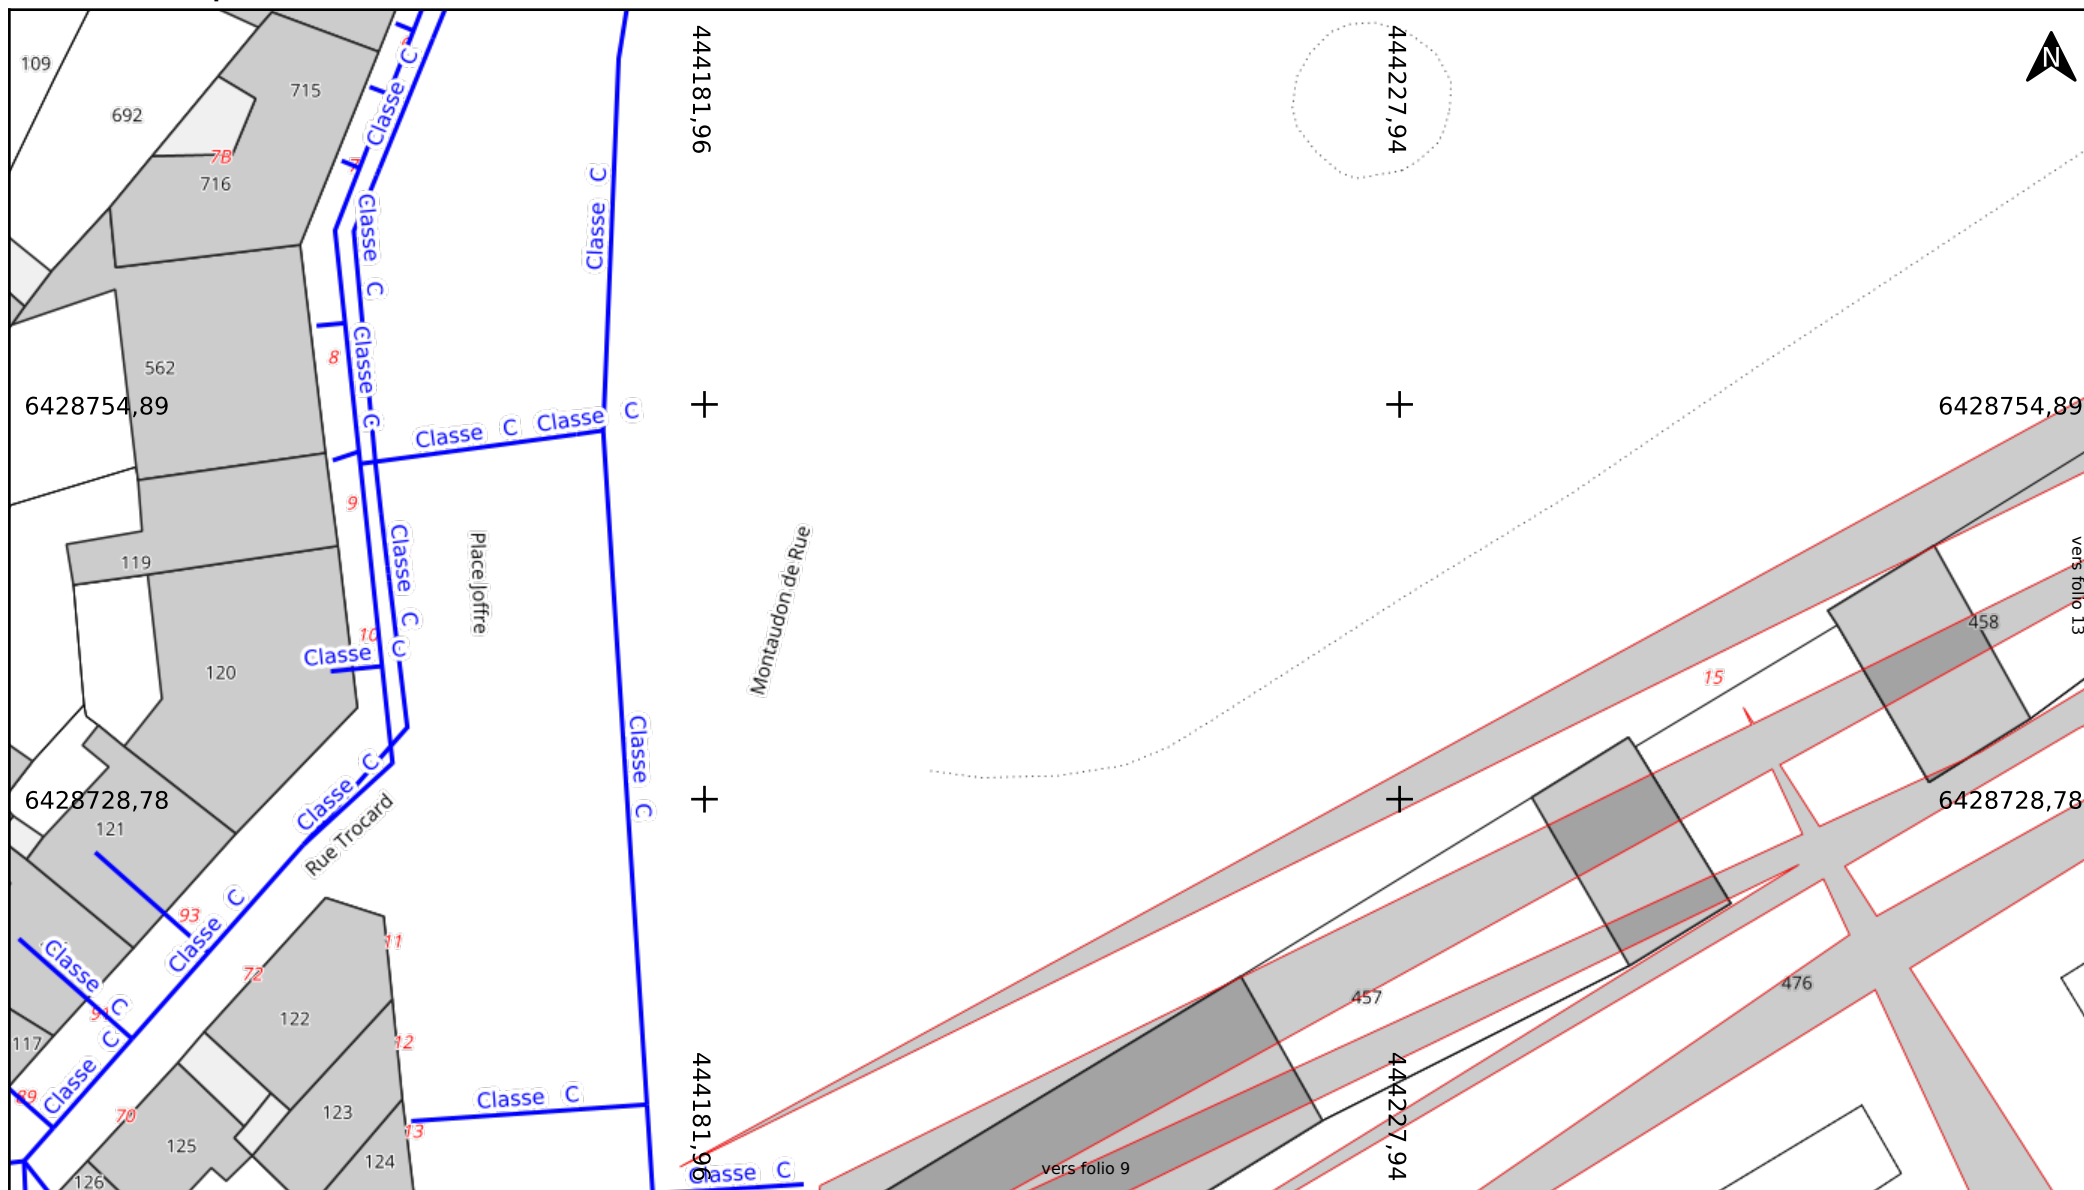 109
692
715
7B
716
6
7
Classe C
Classe C
Classe C
Classe C
444181,96
444227,94
N
562
8
6428754,89
6428754,89
Classe C
Classe C
9
119
Classe C
Place Joffre
Montaudon de Rue
vers folio 13
458
10
Classe C
120
15
Classe C
6428728,78
6428728,78
121
Classe C
Rue Trocard
93
Classe C
11
72
Classe C
91
476
457
122
12
117
Classe C
89
70
123
13
Classe C
125
124
126
444181,96
444227,94
Classe C
vers folio 9